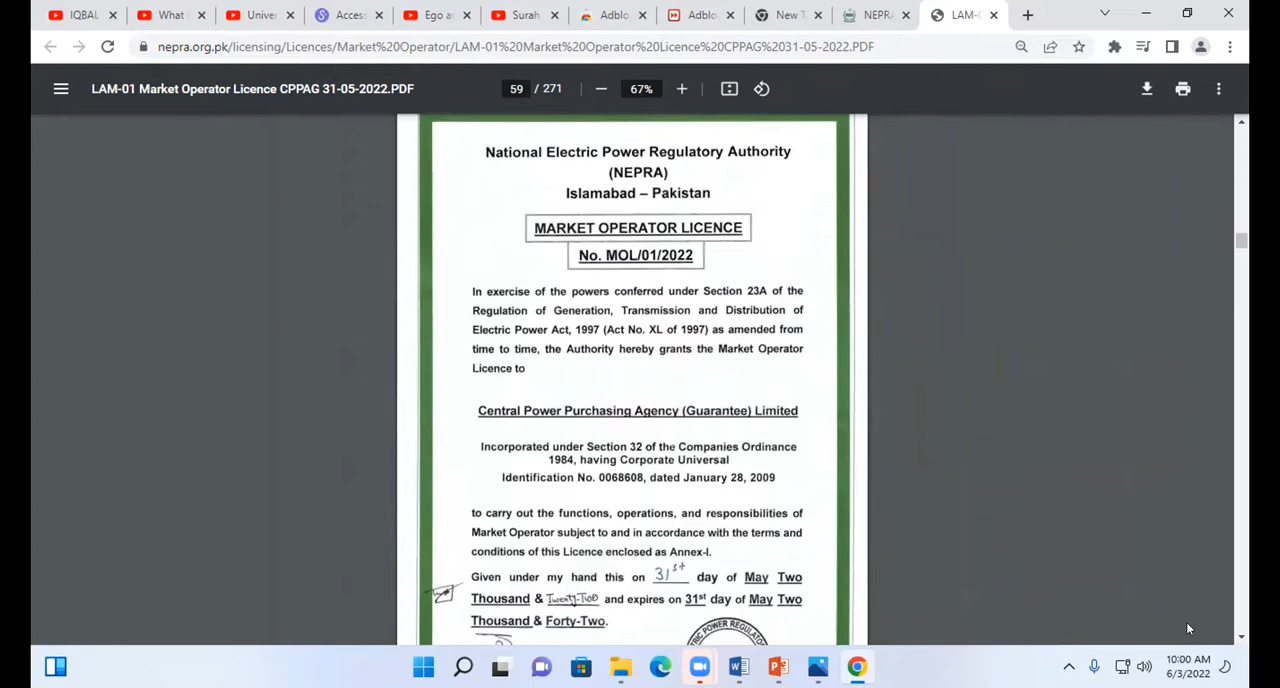 IQBAL
What
Univer
Access
Ego ar
Surah
Adblo
Adblo
New T
NEPRA
LAM-0
nepra.org.pk/licensing/Licences/Market%20Operator/LAM-01%20Market%20Operator%20Licence%20CPPAG%2031-05-2022.PDF
LAM-01 Market Operator Licence CPPAG 31-05-2022.PDF
59 / 271
67%
National Electric Power Regulatory Authority
(NEPRA)
Islamabad – Pakistan
MARKET OPERATOR LICENCE
No. MOL/01/2022
In exercise of the powers conferred under Section 23A of the
Regulation of Generation, Transmission and Distribution of
Electric Power Act, 1997 (Act No. XL of 1997) as amended from
time to time, the Authority hereby grants the Market Operator
Licence to
Central Power Purchasing Agency (Guarantee) Limited
Incorporated under Section 32 of the Companies Ordinance
1984, having Corporate Universal
Identification No. 0068608, dated January 28, 2009
to carry out the functions, operations, and responsibilities of
Market Operator subject to and in accordance with the terms and
conditions of this Licence enclosed as Annex-I.
Given under my hand this on 31st day of May Two
Thousand & Twenty-Two and expires on 31st day of May Two
Thousand & Forty-Two.
POWER REGULAT
10:00 AM
6/3/2022